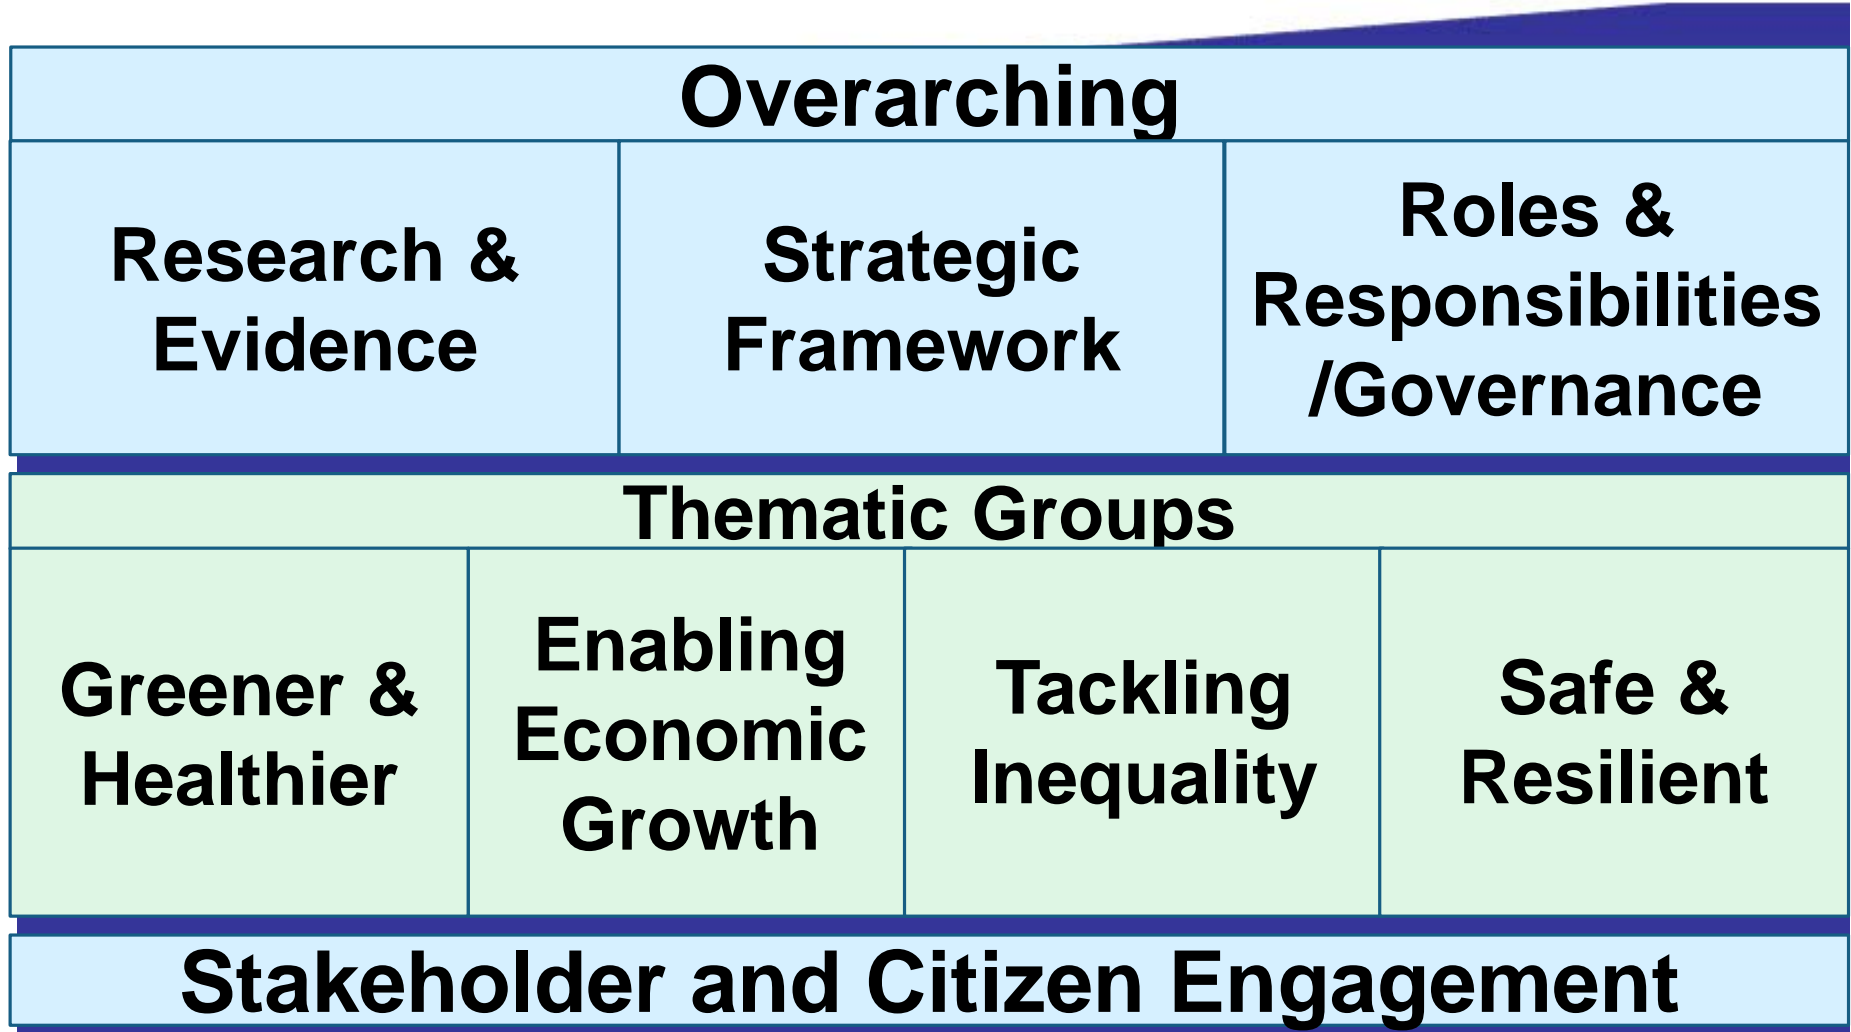 Overarching
Research &
Evidence
Strategic
Framework
Roles &
Responsibilities
/Governance
Thematic Groups
Greener &
Healthier
Enabling
Economic
Growth
Tackling
Inequality
Safe &
Resilient
Stakeholder and Citizen Engagement